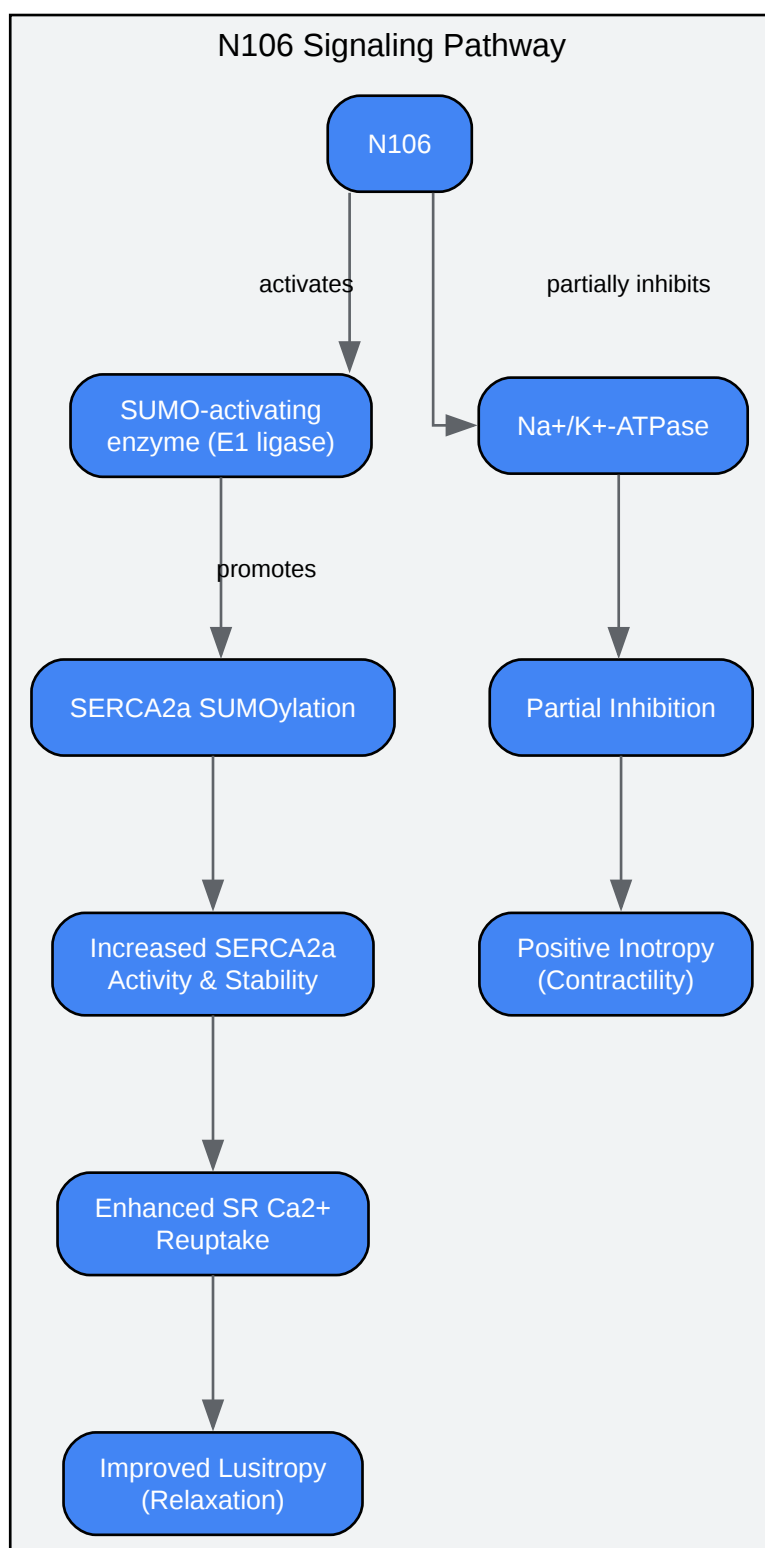 N106 Signaling Pathway
N106
activates
partially inhibits
SUMO-activating
enzyme (E1 ligase)
Na+/K+-ATPase
promotes
SERCA2a SUMOylation
Partial Inhibition
Increased SERCA2a
Activity & Stability
Positive Inotropy
(Contractility)
Enhanced SR Ca2+
Reuptake
Improved Lusitropy
(Relaxation)